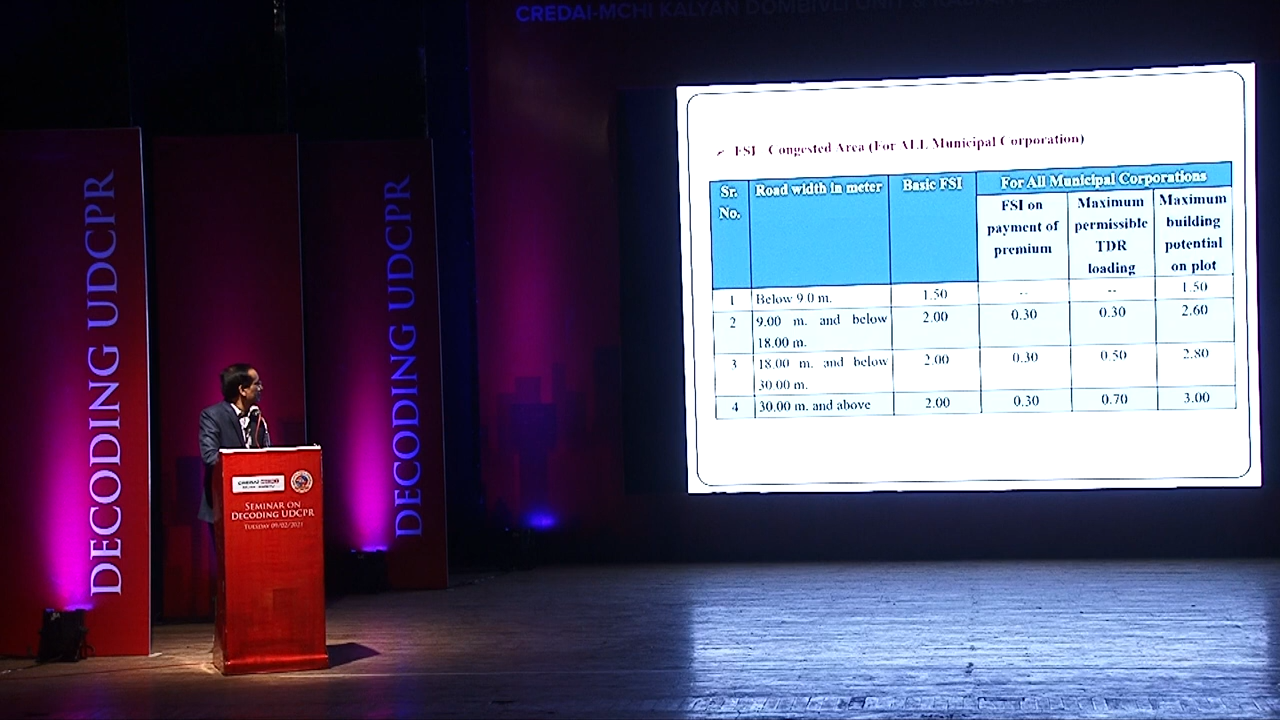 CREDAI-MCHI KALYAN DOMBIVLI UNIT &
DECODING UDCPR
DECODING UDCPR
SEMINAR ON
DECODING UDCPR
TUESDAY 09/02/2021
FSI - Congested Area (For ALL Municipal Corporation)
Sr. No. Road width in meter Basic FSI For All Municipal Corporations
FSI on payment of premium Maximum permissible TDR loading Maximum building potential on plot
1 Below 9.0 m. 1.50 -- -- 1.50
2 9.00 m. and below 18.00 m. 2.00 0.30 0.30 2.60
3 18.00 m. and below 30.00 m. 2.00 0.30 0.50 2.80
4 30.00 m. and above 2.00 0.30 0.70 3.00